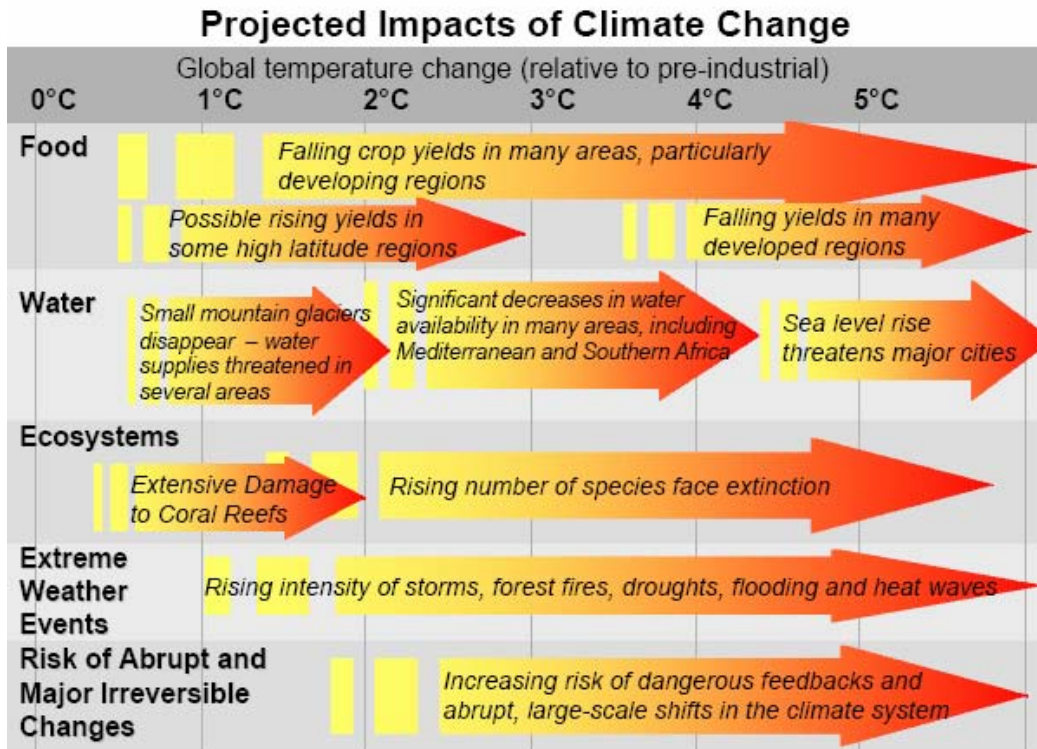 Projected Impacts of Climate Change
Global temperature change (relative to pre-industrial)
0°C 1°C 2°C 3°C 4°C 5°C
Food
Falling crop yields in many areas, particularly
developing regions
Possible rising yields in
some high latitude regions
Falling yields in many
developed regions
Water
Small mountain glaciers
disappear – water
supplies threatened in
several areas
Significant decreases in water
availability in many areas, including
Mediterranean and Southern Africa
Sea level rise
threatens major cities
Ecosystems
Extensive Damage
to Coral Reefs
Rising number of species face extinction
Extreme
Weather
Events
Rising intensity of storms, forest fires, droughts, flooding and heat waves
Risk of Abrupt and
Major Irreversible
Changes
Increasing risk of dangerous feedbacks and
abrupt, large-scale shifts in the climate system